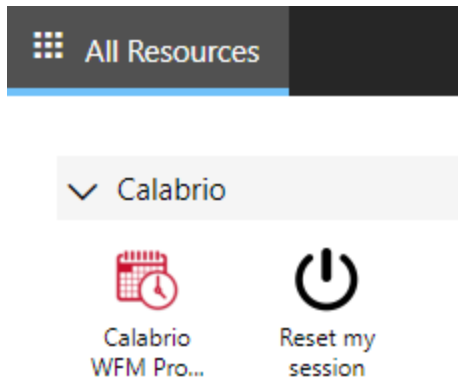 All Resources
Calabrio
Calabrio
WFM Pro...
Reset my
session